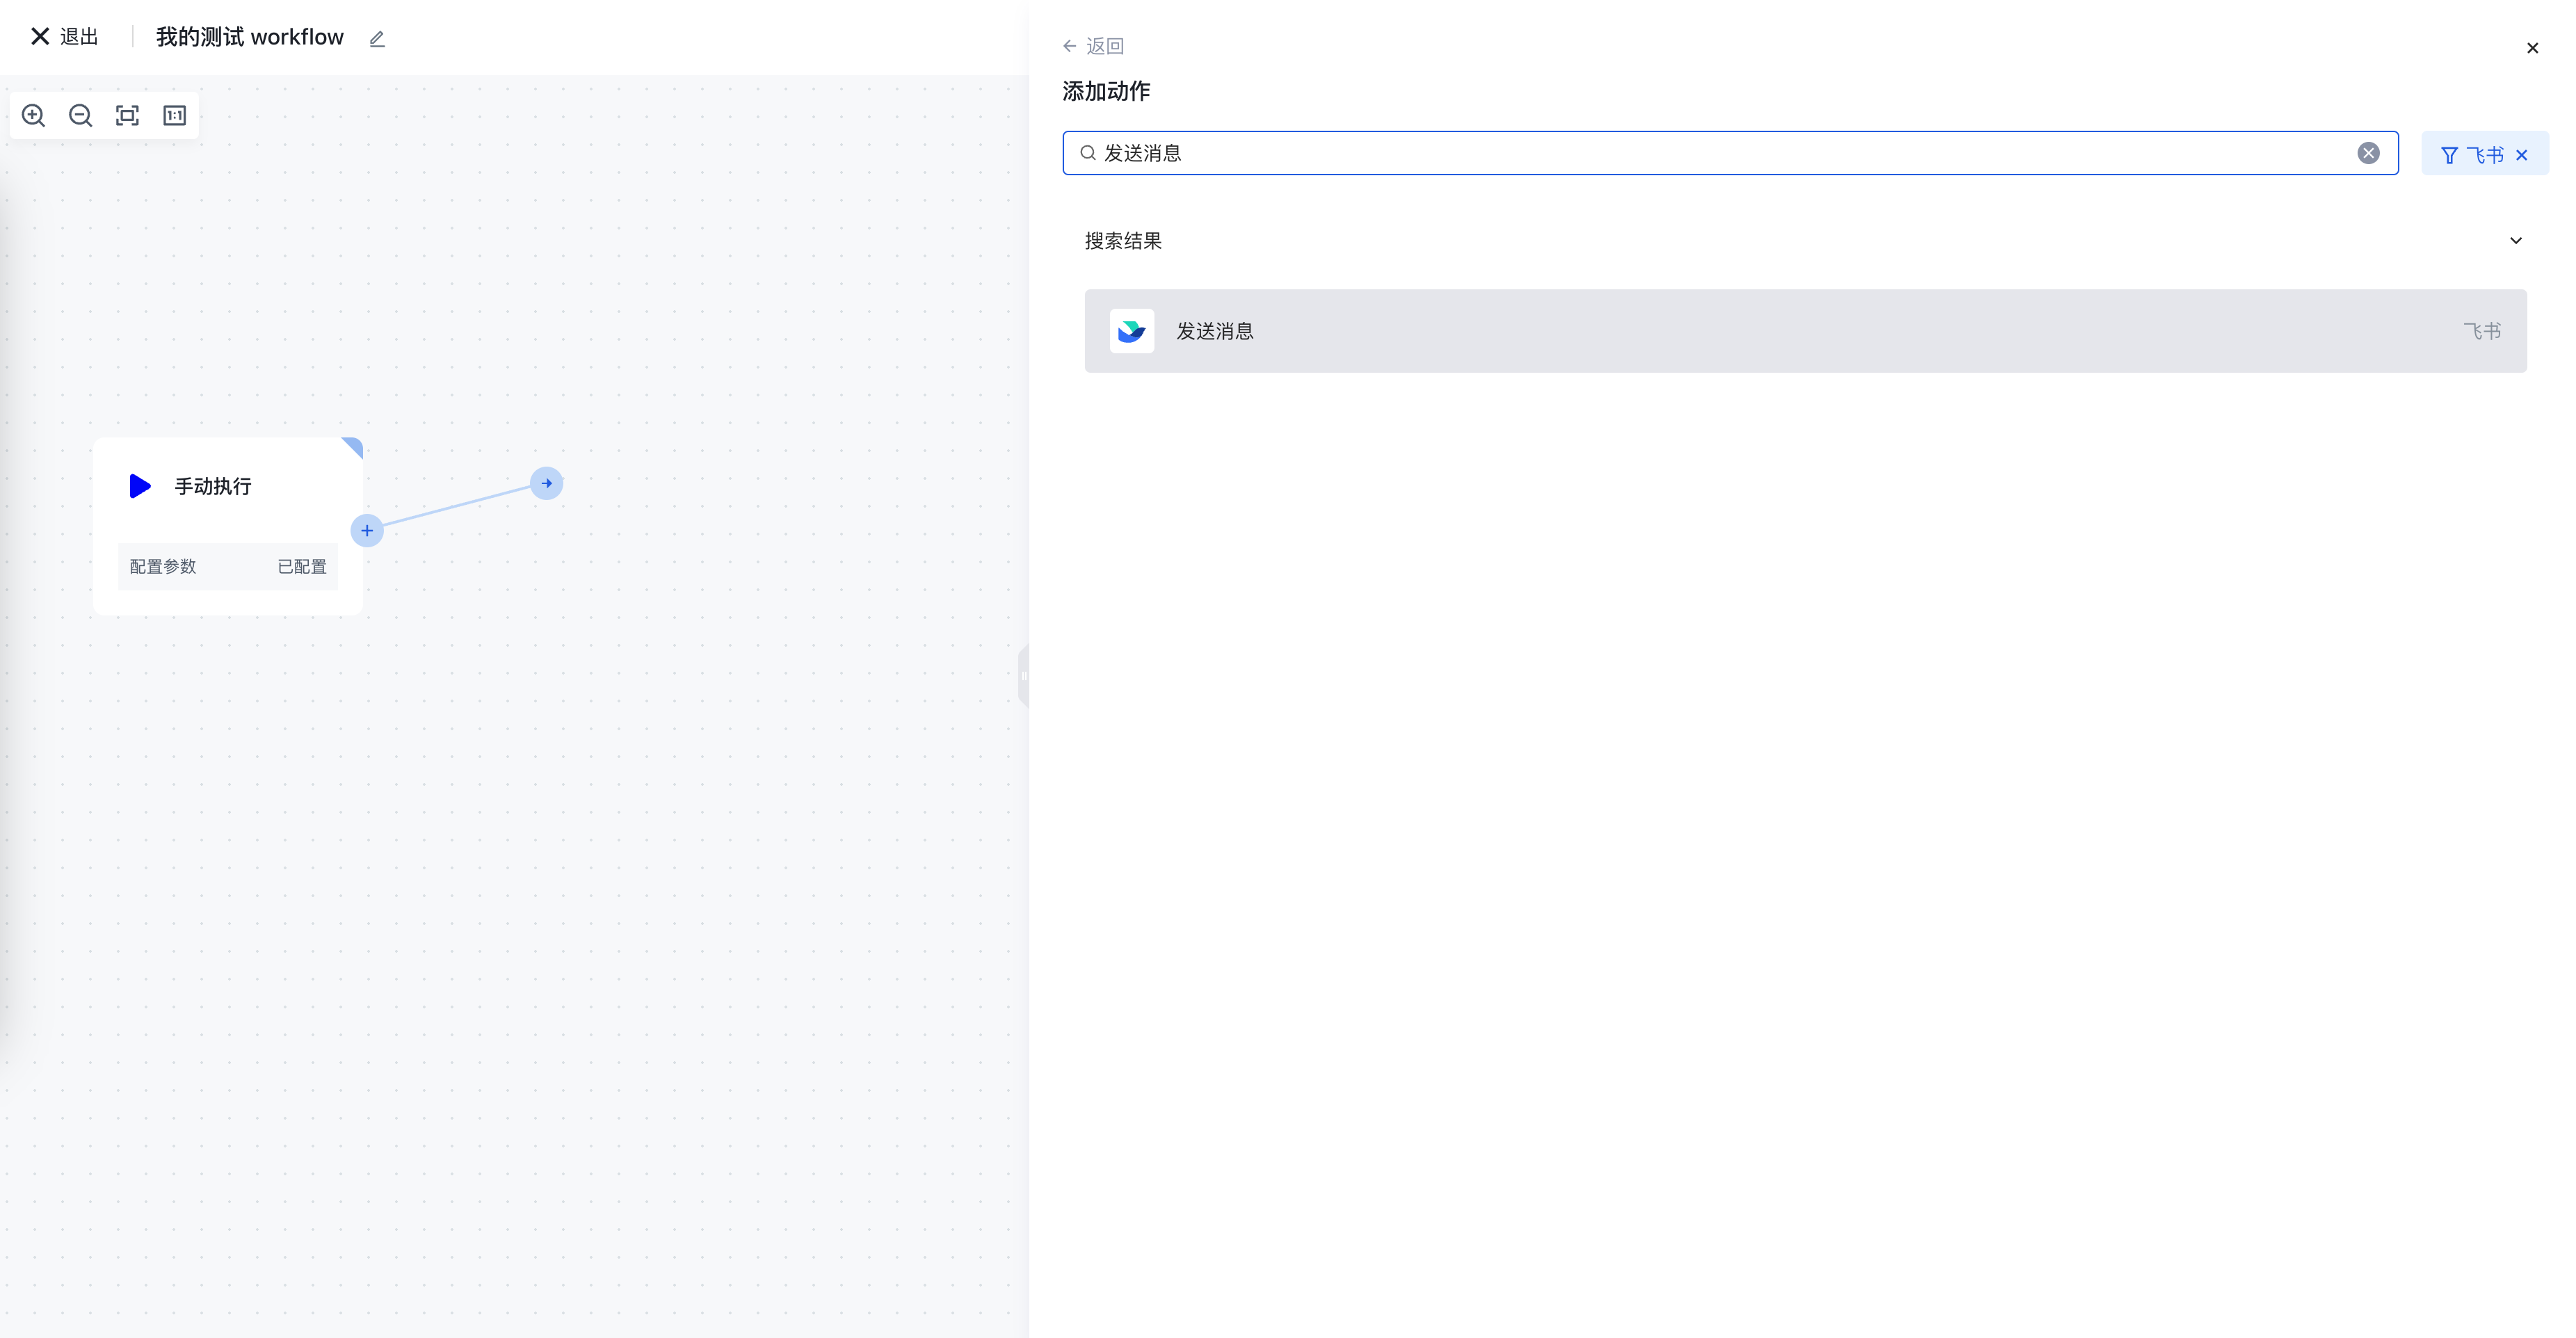 退出
我的测试 workflow
1:1
手动执行
配置参数 已配置
返回
添加动作
发送消息
飞书
搜索结果
发送消息 飞书